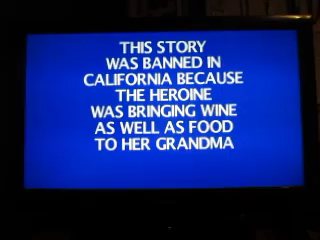 THIS STORY
WAS BANNED IN
CALIFORNIA BECAUSE
THE HEROINE
WAS BRINGING WINE
AS WELL AS FOOD
TO HER GRANDMA